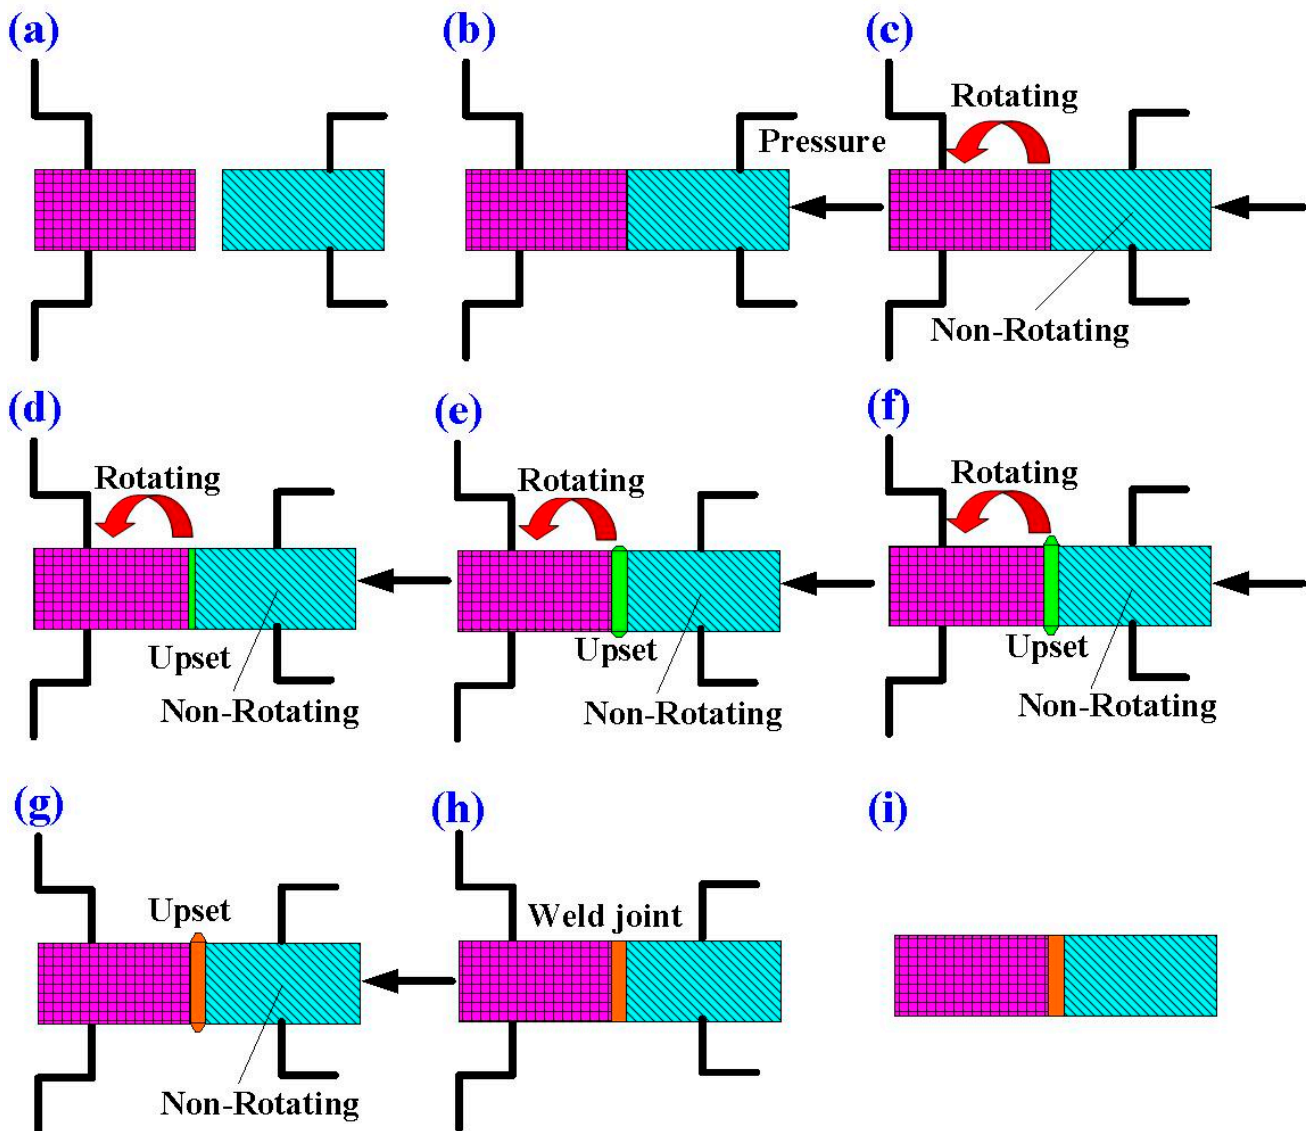 (a)
(b)
(c)
Rotating
Pressure
Non-Rotating
(d)
(e)
(f)
Rotating
Rotating
Rotating
Upset
Upset
Upset
Non-Rotating
Non-Rotating
Non-Rotating
(g)
(h)
(i)
Upset
Weld joint
Non-Rotating